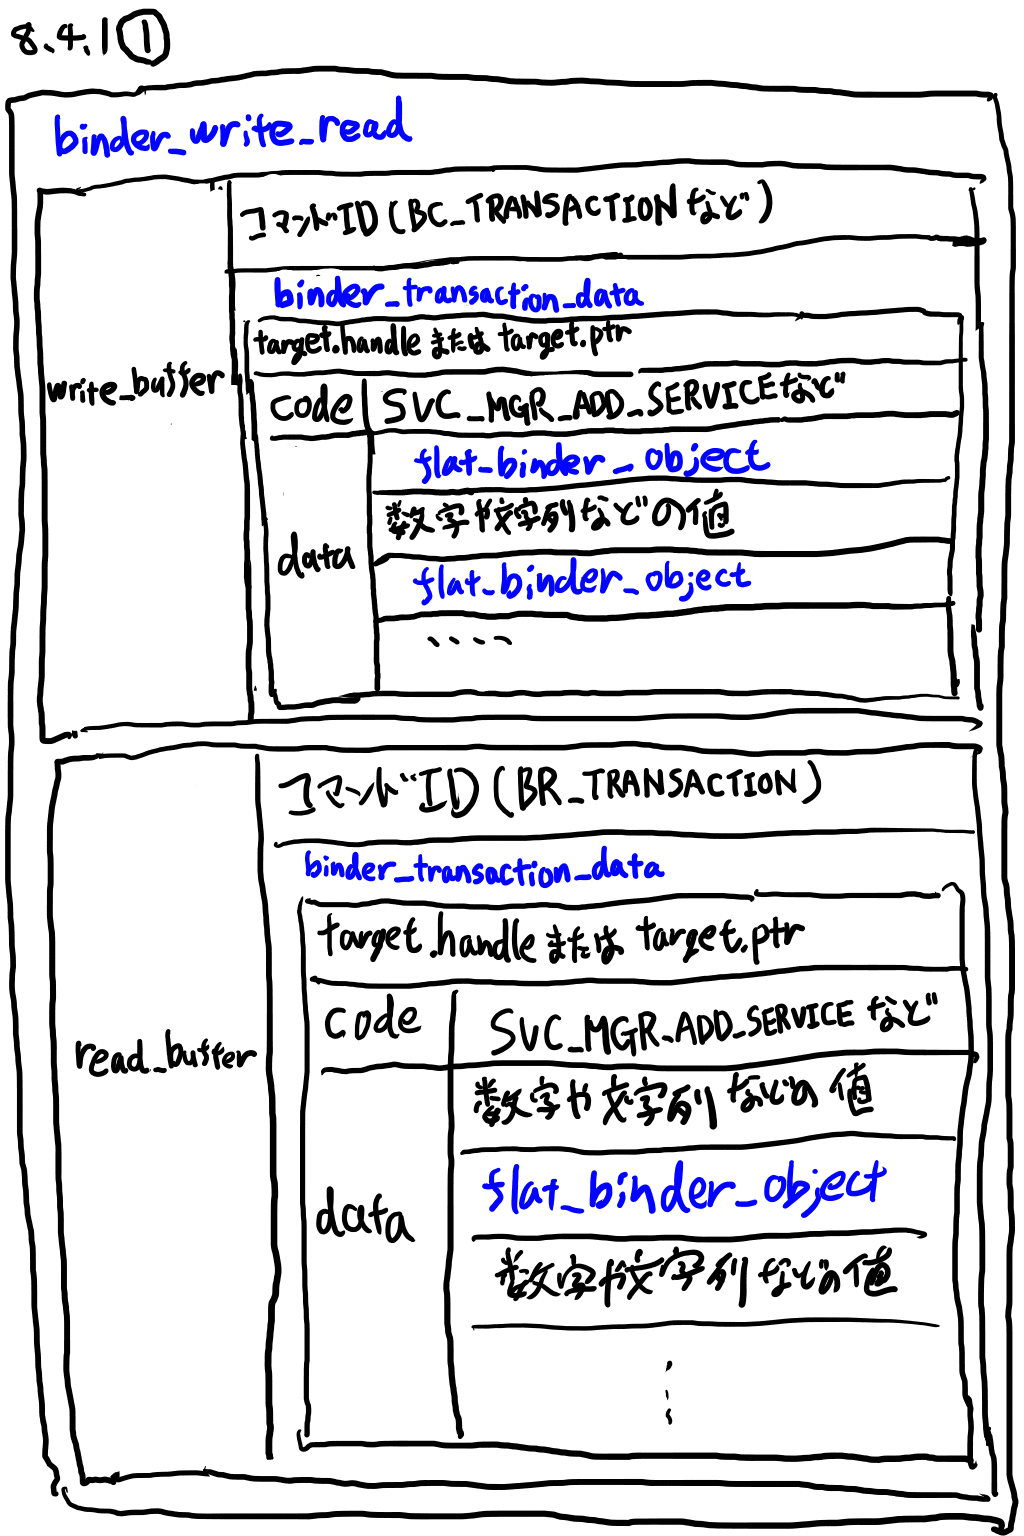 8.4.1①
binder_write_read
コマンドID(BC_TRANSACTIONなど)
binder_transaction_data
target.handle または target.ptr
write_buffer
code
SVC_MGR_ADD_SERVICEなど
flat_binder_object
数字や文字列などの値
data
flat_binder_object
、、、、
コマンドID(BR_TRANSACTION)
binder_transaction_data
target.handle または target.ptr
code
SVC_MGR_ADD_SERVICE など
read_buffer
数字や文字列などの値
flat_binder_object
data
数字や文字列などの値
⋮